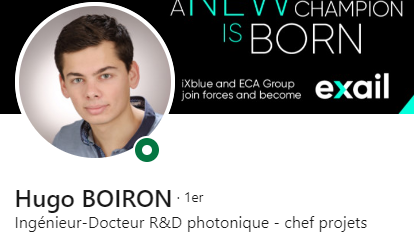 A NEW CHAMPION
IS BORN
iXblue and ECA Group
join forces and become
exail
Hugo BOIRON · 1er
Ingénieur-Docteur R&D photonique - chef projets